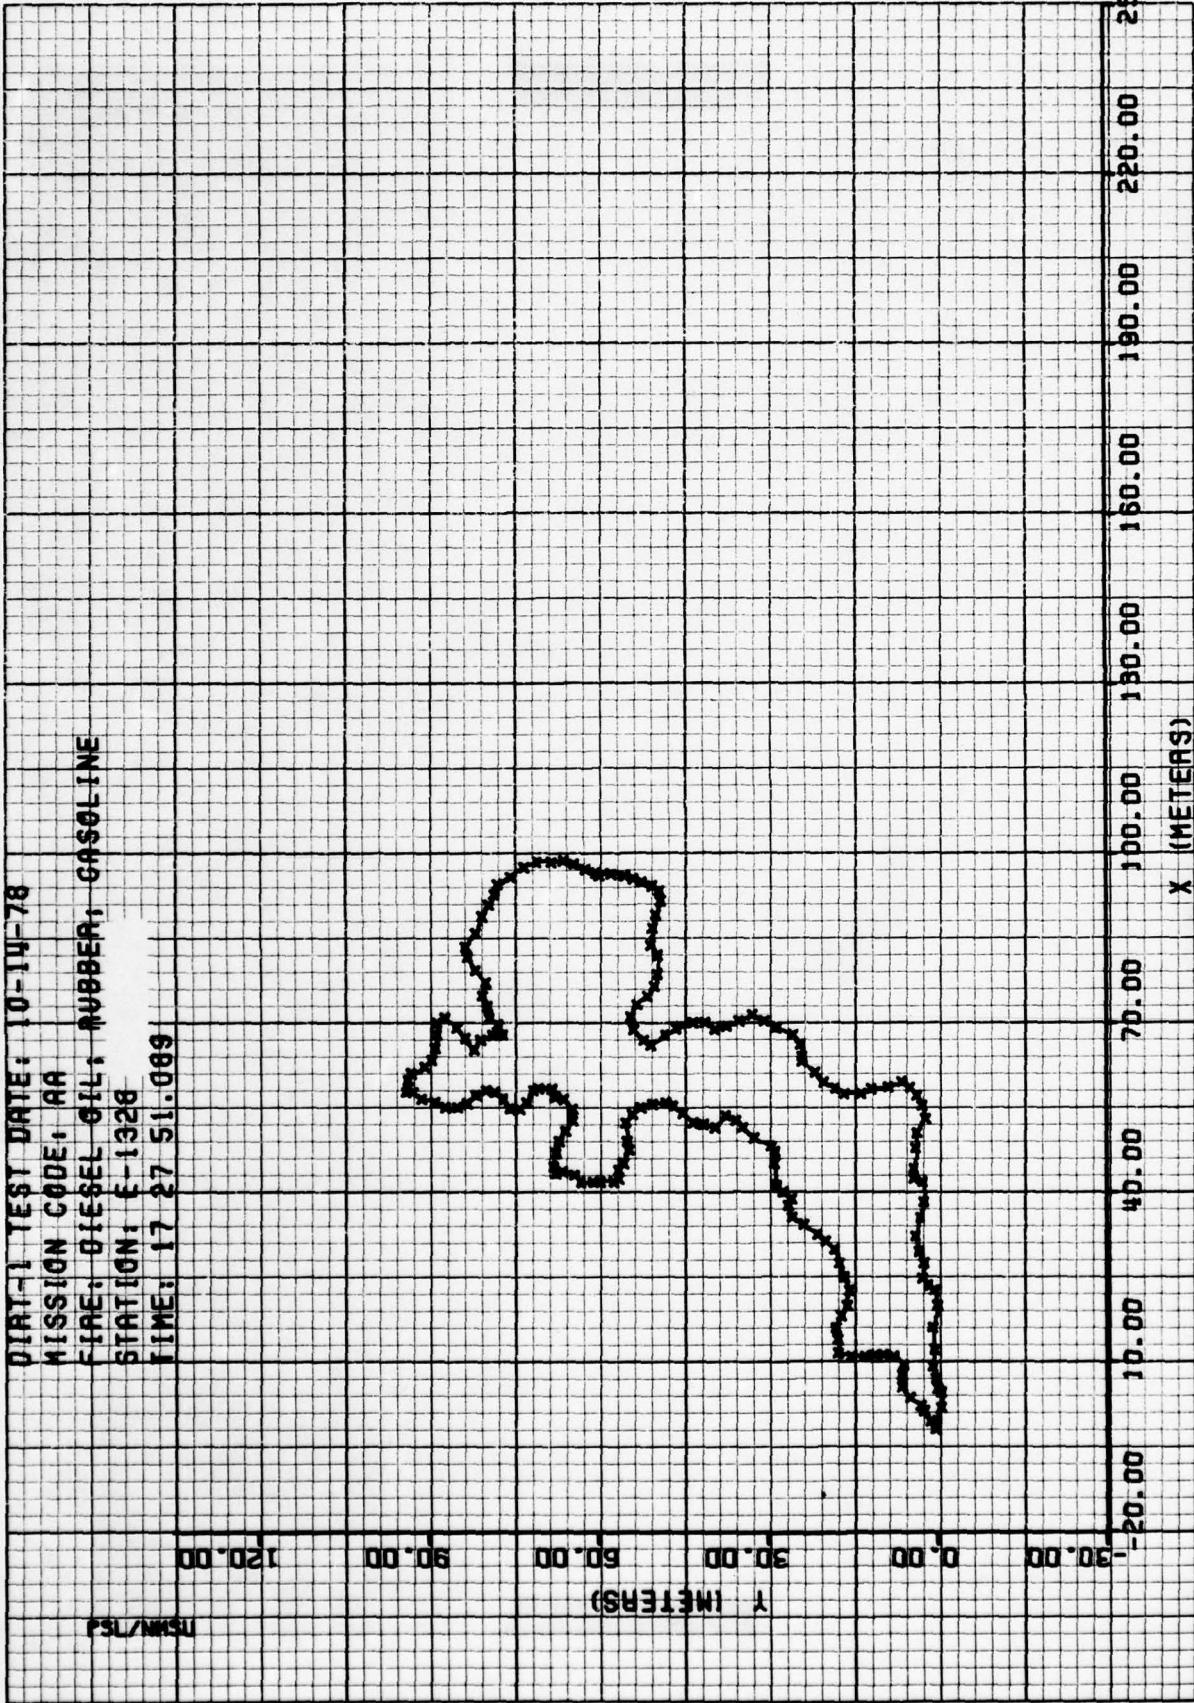 DIRT-1 TEST DATE: 10-14-78
MISSION CODE: AA
FIRE: DIESEL OIL; RUBBER; GASOLINE
STATION: E-1328
TIME: 17 27 51.089
PSL/NMSU
Y (METERS)
120.00
90.00
60.00
30.00
0.00
-30.00
-20.00
10.00
40.00
70.00
100.00
130.00
160.00
190.00
220.00
X (METERS)